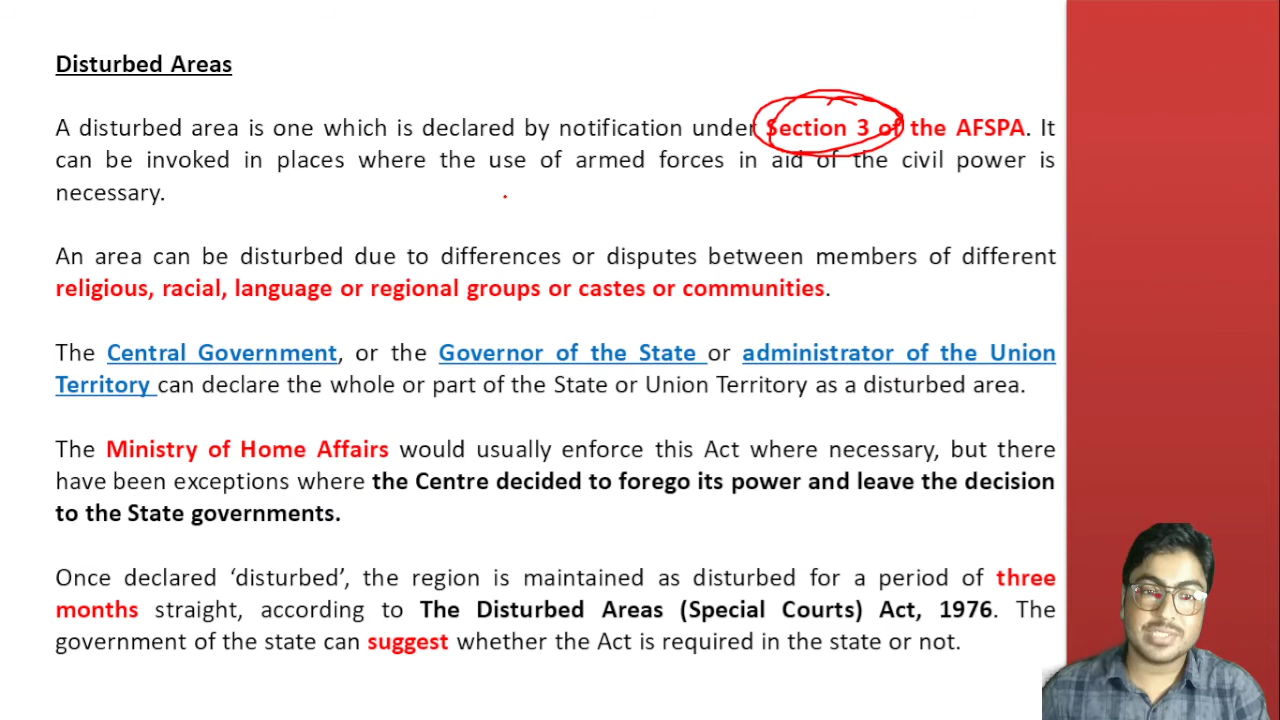 Disturbed Areas
A disturbed area is one which is declared by notification under Section 3 of the AFSPA. It
can be invoked in places where the use of armed forces in aid of the civil power is
necessary.
An area can be disturbed due to differences or disputes between members of different
religious, racial, language or regional groups or castes or communities.
The Central Government, or the Governor of the State or administrator of the Union
Territory can declare the whole or part of the State or Union Territory as a disturbed area.
The Ministry of Home Affairs would usually enforce this Act where necessary, but there
have been exceptions where the Centre decided to forego its power and leave the decision
to the State governments.
Once declared ‘disturbed’, the region is maintained as disturbed for a period of three
months straight, according to The Disturbed Areas (Special Courts) Act, 1976. The
government of the state can suggest whether the Act is required in the state or not.